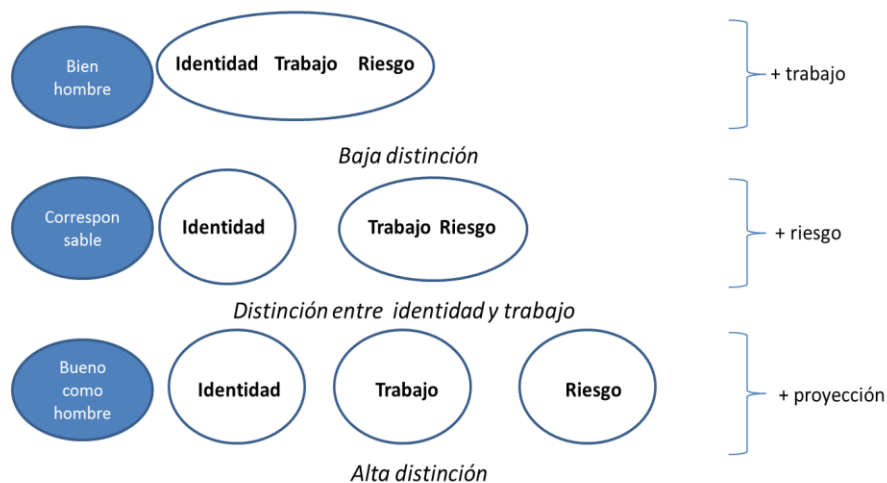 Bien
hombre
Identidad Trabajo Riesgo
+ trabajo
Baja distinción
Correspon
sable
Identidad
Trabajo Riesgo
+ riesgo
Distinción entre identidad y trabajo
Bueno
como
hombre
Identidad
Trabajo
Riesgo
+ proyección
Alta distinción